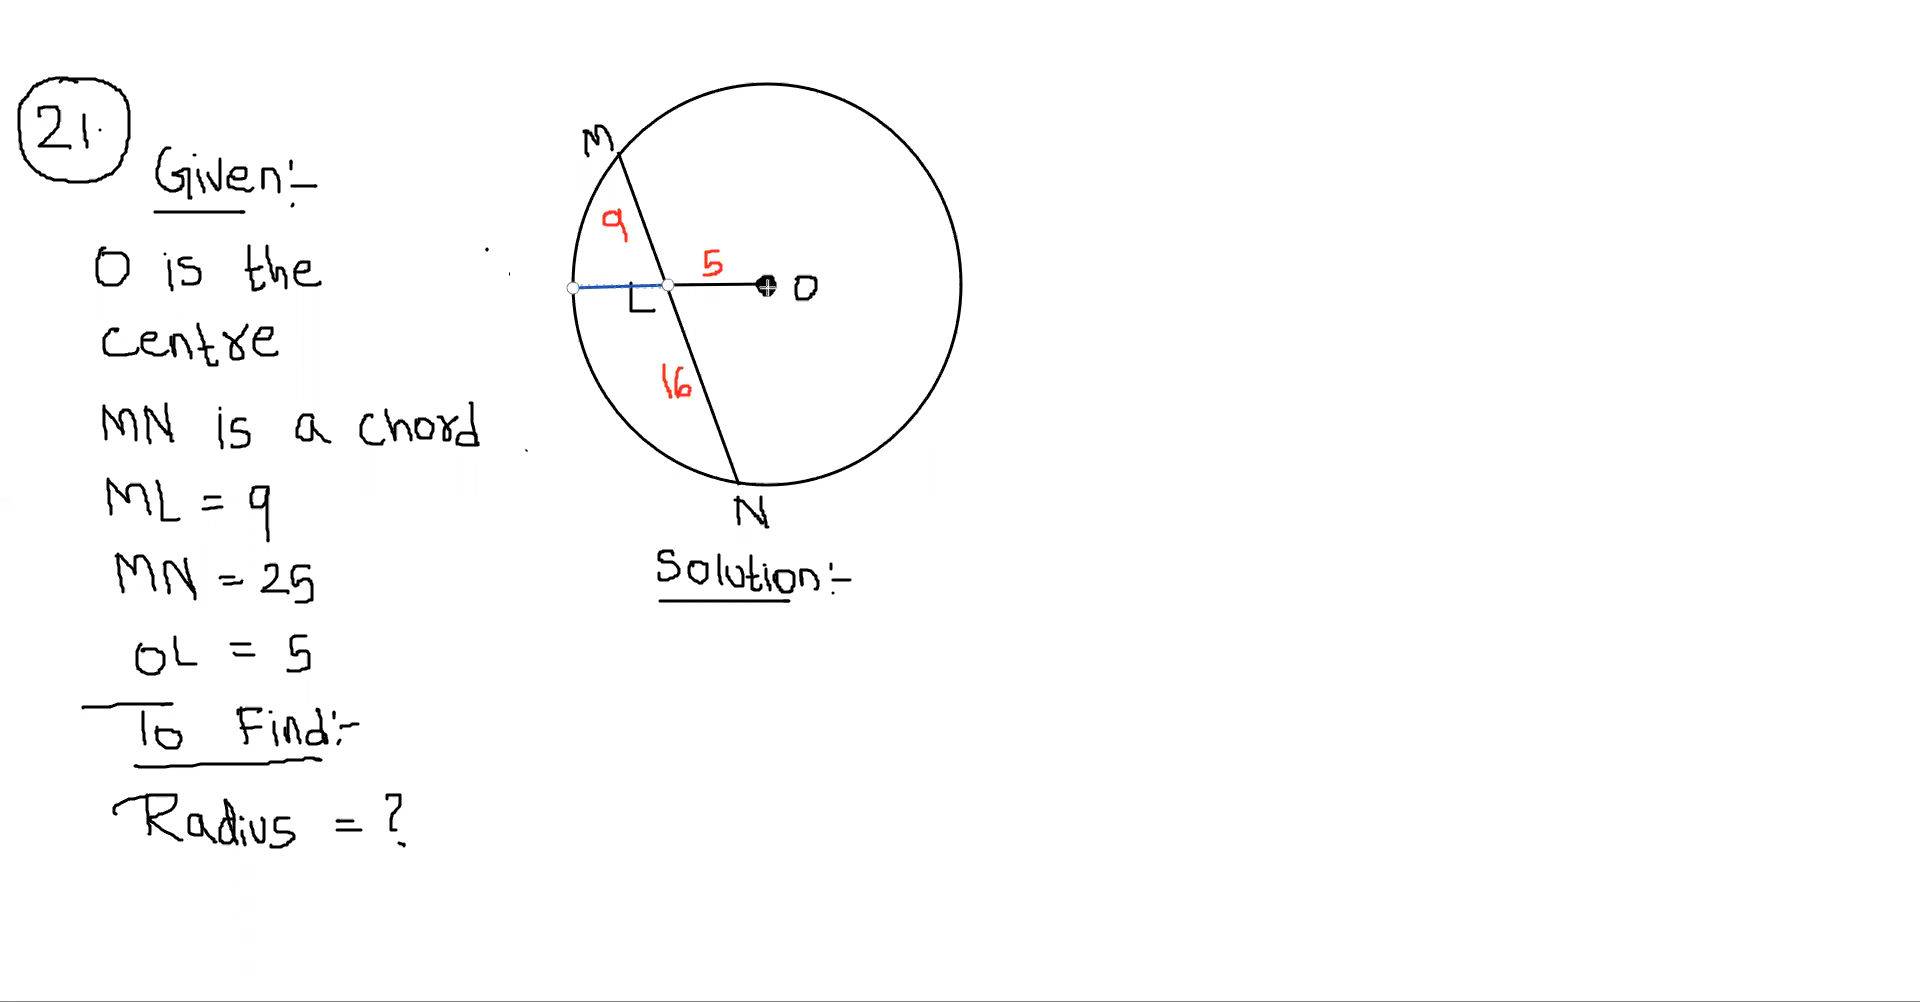 21.
Given:-
O is the
centre
MN is a chord
ML = 9
MN = 25
OL = 5
To Find:-
Radius = ?
M
9
5
O
L
16
N
Solution:-